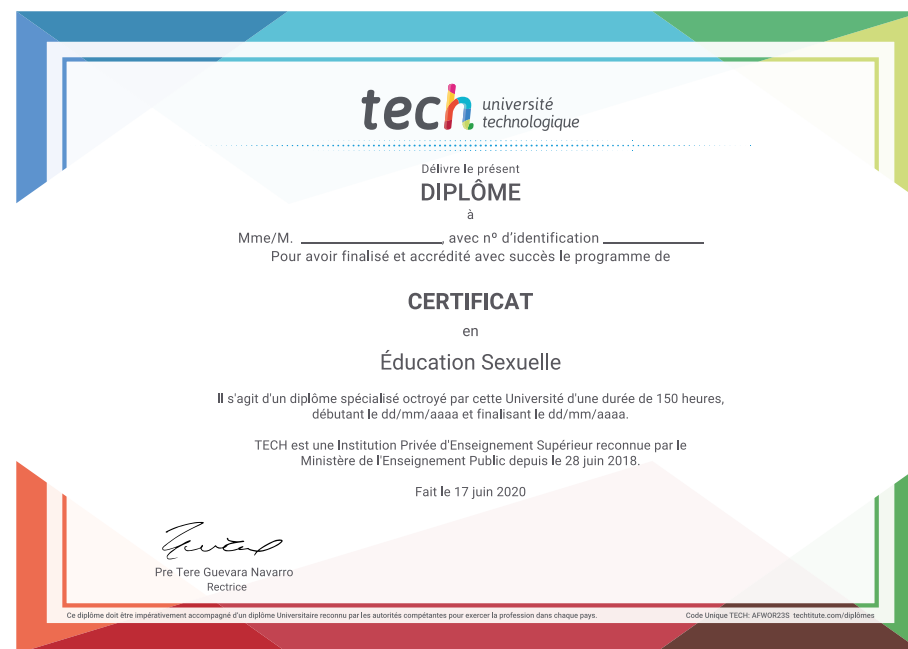 tech université
technologique
Délivre le présent
DIPLÔME
à
Mme/M. ____________________, avec nº d'identification ______________
Pour avoir finalisé et accrédité avec succès le programme de
CERTIFICAT
en
Éducation Sexuelle
Il s'agit d'un diplôme spécialisé octroyé par cette Université d'une durée de 150 heures,
débutant le dd/mm/aaaa et finalisant le dd/mm/aaaa.
TECH est une Institution Privée d'Enseignement Supérieur reconnue par le
Ministère de l'Enseignement Public depuis le 28 juin 2018.
Fait le 17 juin 2020
Pre Tere Guevara Navarro
Rectrice
Ce diplôme doit être impérativement accompagné d'un diplôme Universitaire reconnu par les autorités compétantes pour exercer la profession dans chaque pays.
Code Unique TECH: AFWOR23S techtitute.com/diplômes